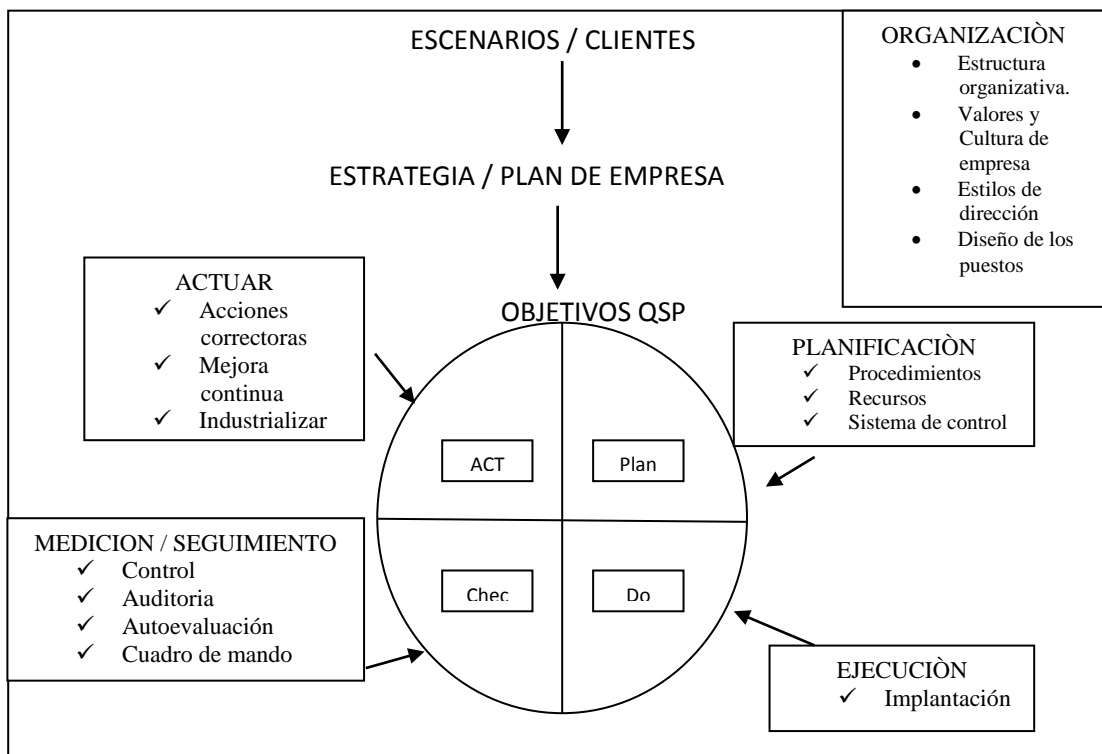 ESCENARIOS / CLIENTES
ORGANIZACIÒN
• Estructura
organizativa.
• Valores y
Cultura de
empresa
• Estilos de
dirección
• Diseño de los
puestos
ESTRATEGIA / PLAN DE EMPRESA
ACTUAR
✓ Acciones
correctoras
✓ Mejora
continua
✓ Industrializar
OBJETIVOS QSP
PLANIFICACIÒN
✓ Procedimientos
✓ Recursos
✓ Sistema de control
ACT
Plan
MEDICION / SEGUIMIENTO
✓ Control
✓ Auditoria
✓ Autoevaluación
✓ Cuadro de mando
Chec
Do
EJECUCIÒN
✓ Implantación